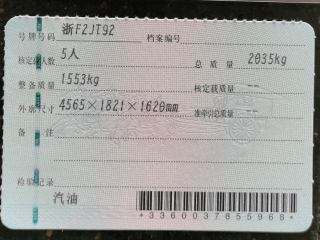 号牌号码 浙F2JT92 档案编号
核定载人数 5人 总质量 2035kg
整备质量 1553kg 核定载质量 --
外廓尺寸 4565×1821×1620mm 准牵引总质量 --
备注
检验记录
汽油
*3360037655968*